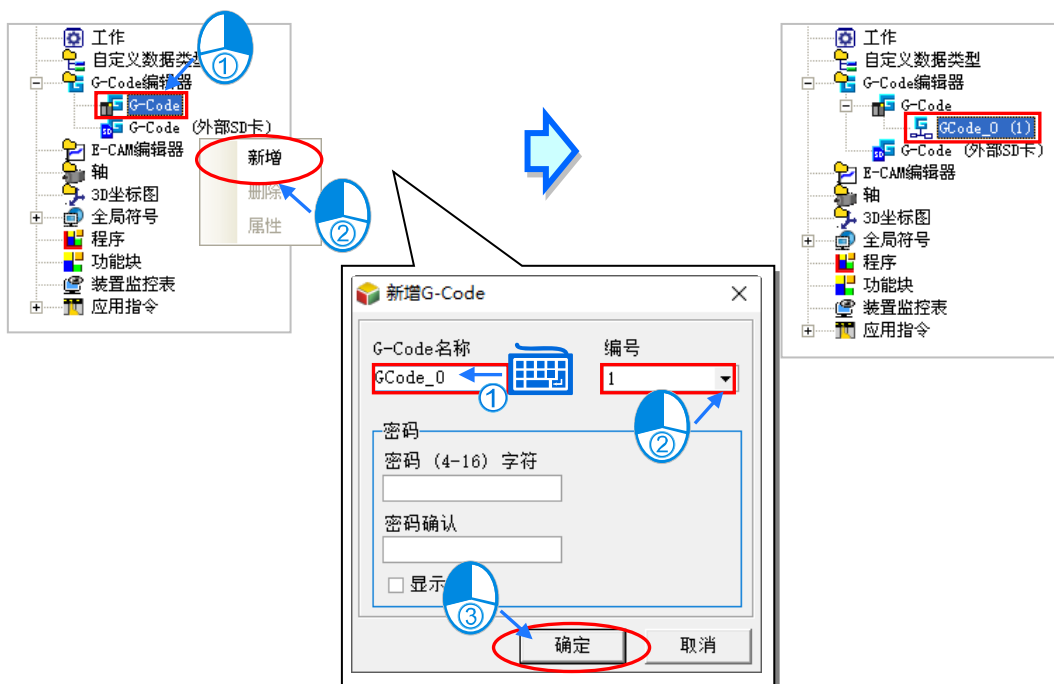 工作
自定义数据类
①
G-Code编辑器
G-Code
G-Code (外部SD卡)
E-CAM编辑器
轴
3D坐标图
全局符号
程序
功能块
装置监控表
应用指令
新增
删除
属性
②
新增G-Code
G-Code名称
编号
GCode_0
1
①
②
密码
密码 (4-16) 字符
密码确认
显示
③
确定
取消
工作
自定义数据类型
G-Code编辑器
G-Code
GCode_0 (1)
G-Code (外部SD卡)
E-CAM编辑器
轴
3D坐标图
全局符号
程序
功能块
装置监控表
应用指令